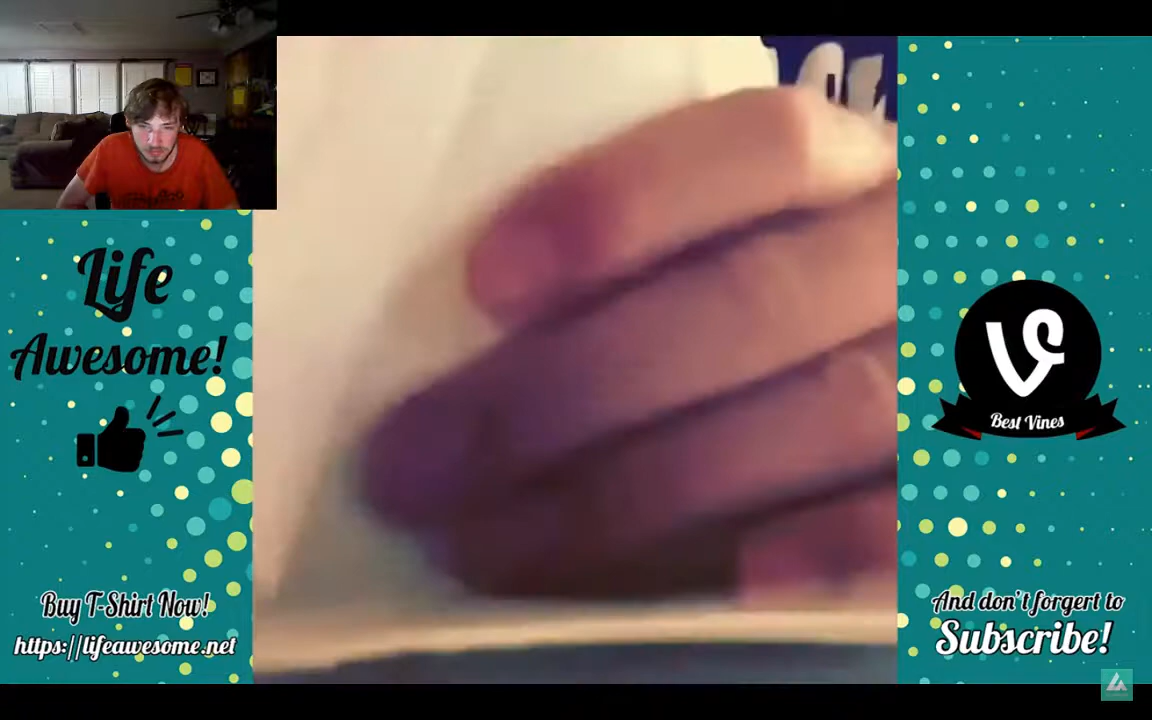 Life
Awesome!
Best Vines
Buy T-Shirt Now!
https://lifeawesome.net
And don't forgert to
Subscribe!